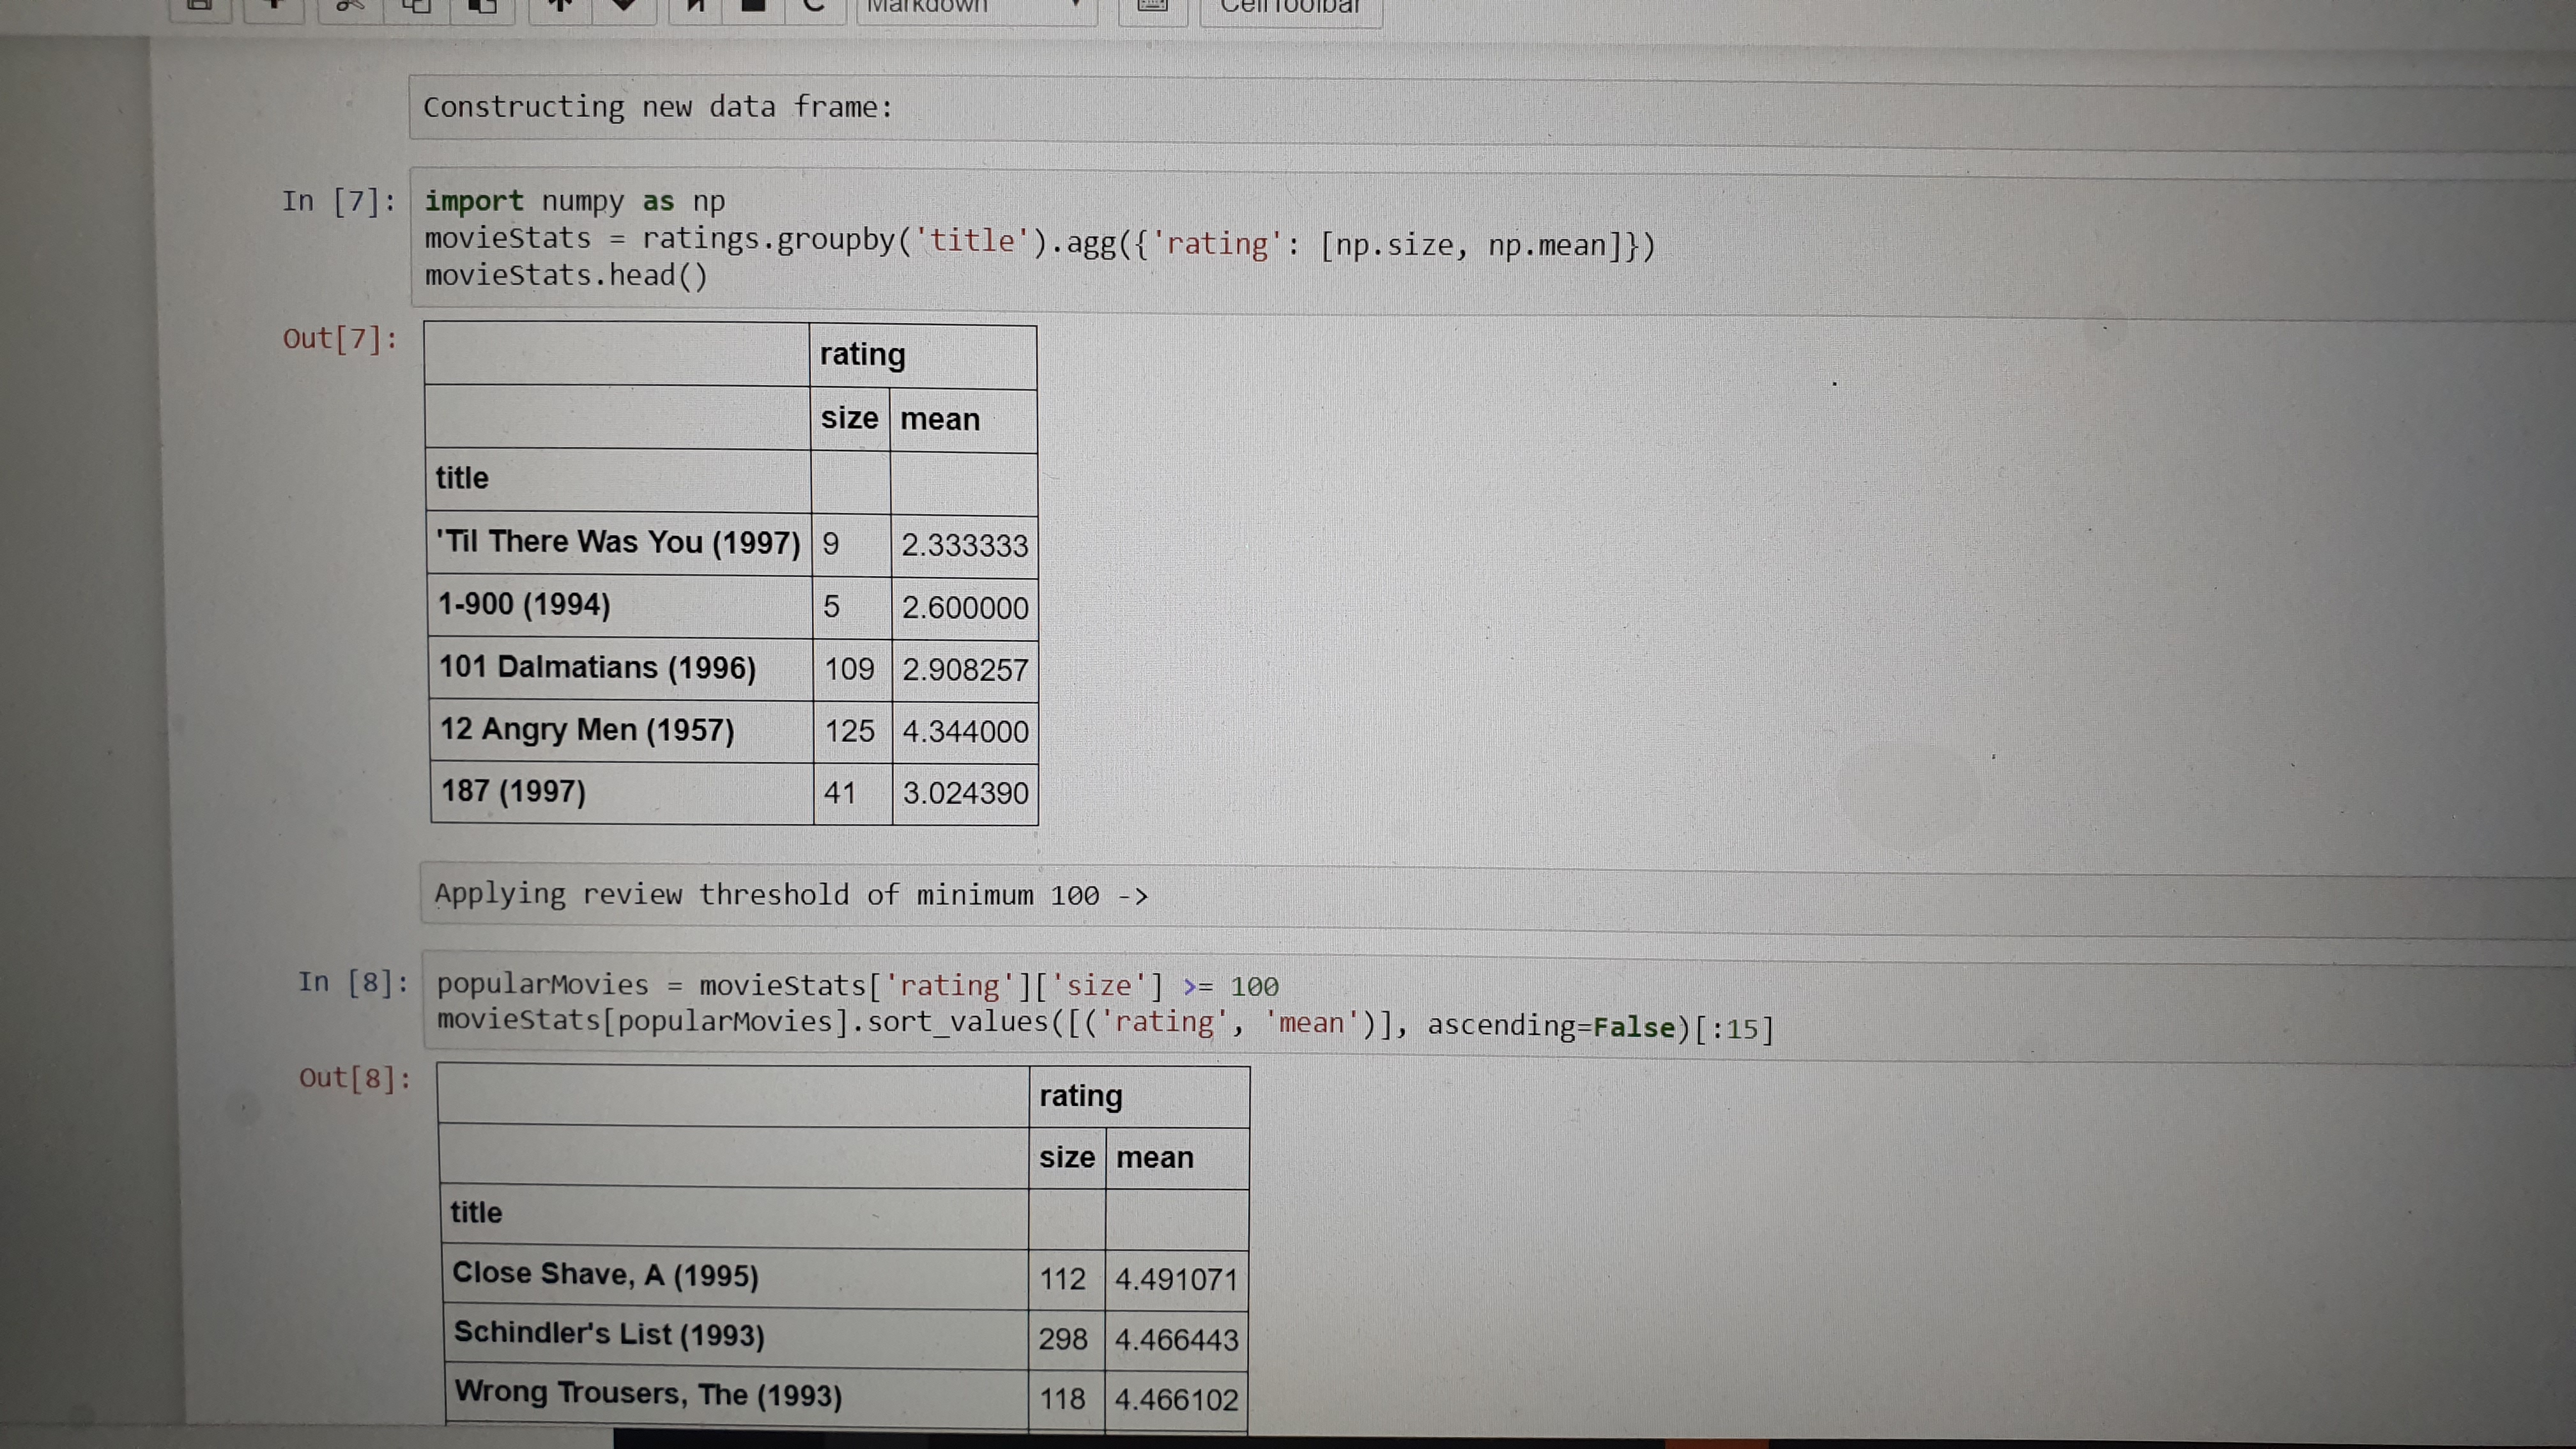 Markdown CellToolbar
Constructing new data frame:
In [7]: import numpy as np
movieStats = ratings.groupby('title').agg({'rating': [np.size, np.mean]})
movieStats.head()
Out[7]:
rating
size mean
title
'Til There Was You (1997) 9 2.333333
1-900 (1994) 5 2.600000
101 Dalmatians (1996) 109 2.908257
12 Angry Men (1957) 125 4.344000
187 (1997) 41 3.024390
Applying review threshold of minimum 100 ->
In [8]: popularMovies = movieStats['rating']['size'] >= 100
movieStats[popularMovies].sort_values([('rating', 'mean')], ascending=False)[:15]
Out[8]:
rating
size mean
title
Close Shave, A (1995) 112 4.491071
Schindler's List (1993) 298 4.466443
Wrong Trousers, The (1993) 118 4.466102